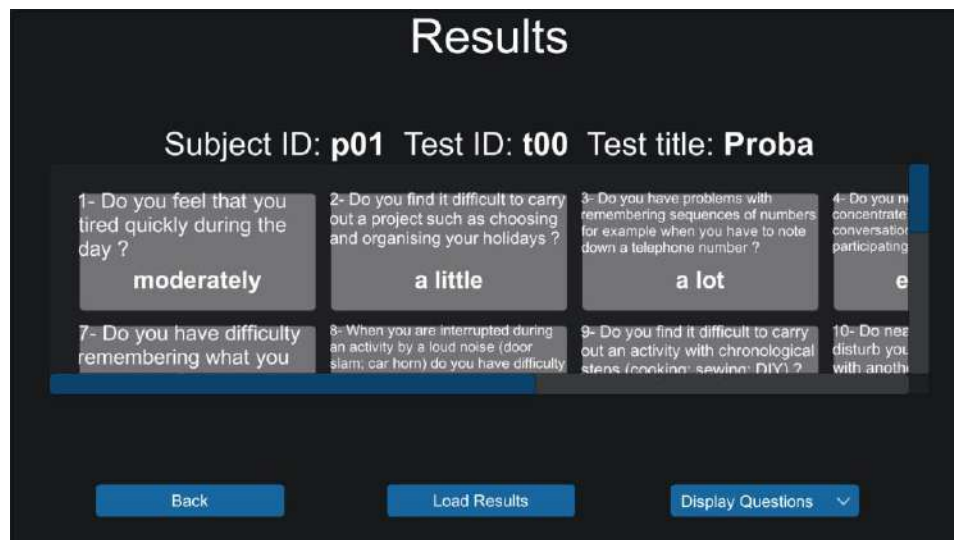 Results
Subject ID: p01 Test ID: t00 Test title: Proba
1- Do you feel that you
tired quickly during the
day ?
moderately
2- Do you find it difficult to carry
out a project such as choosing
and organising your holidays ?
a little
3- Do you have problems with
remembering sequences of numbers
for example when you have to note
down a telephone number ?
a lot
4- Do you
concentrate
conversation
participating
e
7- Do you have difficulty
remembering what you
8- When you are interrupted during
an activity by a loud noise (door
slam; car horn) do you have difficulty
9- Do you find it difficult to carry
out an activity with chronological
steps (cooking; sewing; DIY) ?
10- Do
disturb you
with
Back
Load Results
Display Questions